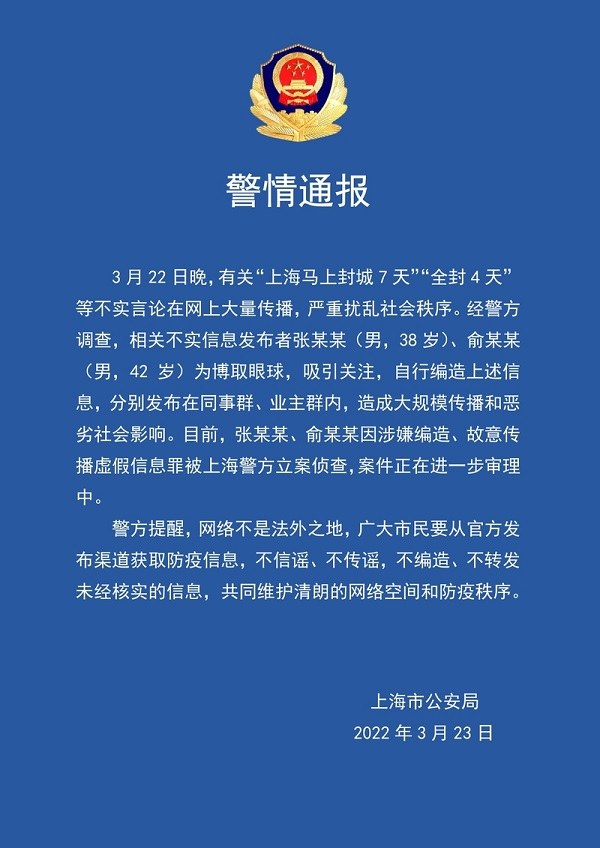 警情通报
3月22日晚，有关“上海马上封城7天”“全封4天”
等不实言论在网上大量传播，严重扰乱社会秩序。经警方
调查，相关不实信息发布者张某某（男，38岁）、俞某某
（男，42 岁）为博取眼球，吸引关注，自行编造上述信
息，分别发布在同事群、业主群内，造成大规模传播和恶
劣社会影响。目前，张某某、俞某某因涉嫌编造、故意传
播虚假信息罪被上海警方立案侦查，案件正在进一步审理
中。
警方提醒，网络不是法外之地，广大市民要从官方发
布渠道获取防疫信息，不信谣、不传谣，不编造、不转发
未经核实的信息，共同维护清朗的网络空间和防疫秩序。
上海市公安局
2022年3月23日